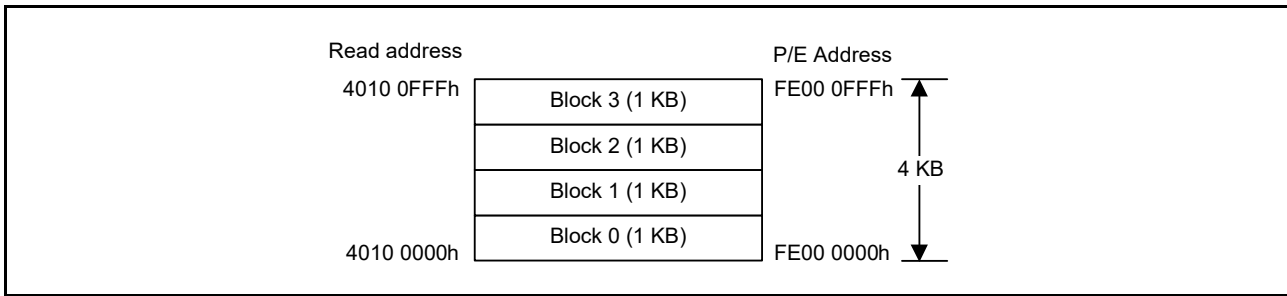 Read address
P/E Address
4010 0FFFh
Block 3 (1 KB)
FE00 0FFFh
Block 2 (1 KB)
4 KB
Block 1 (1 KB)
Block 0 (1 KB)
4010 0000h
FE00 0000h